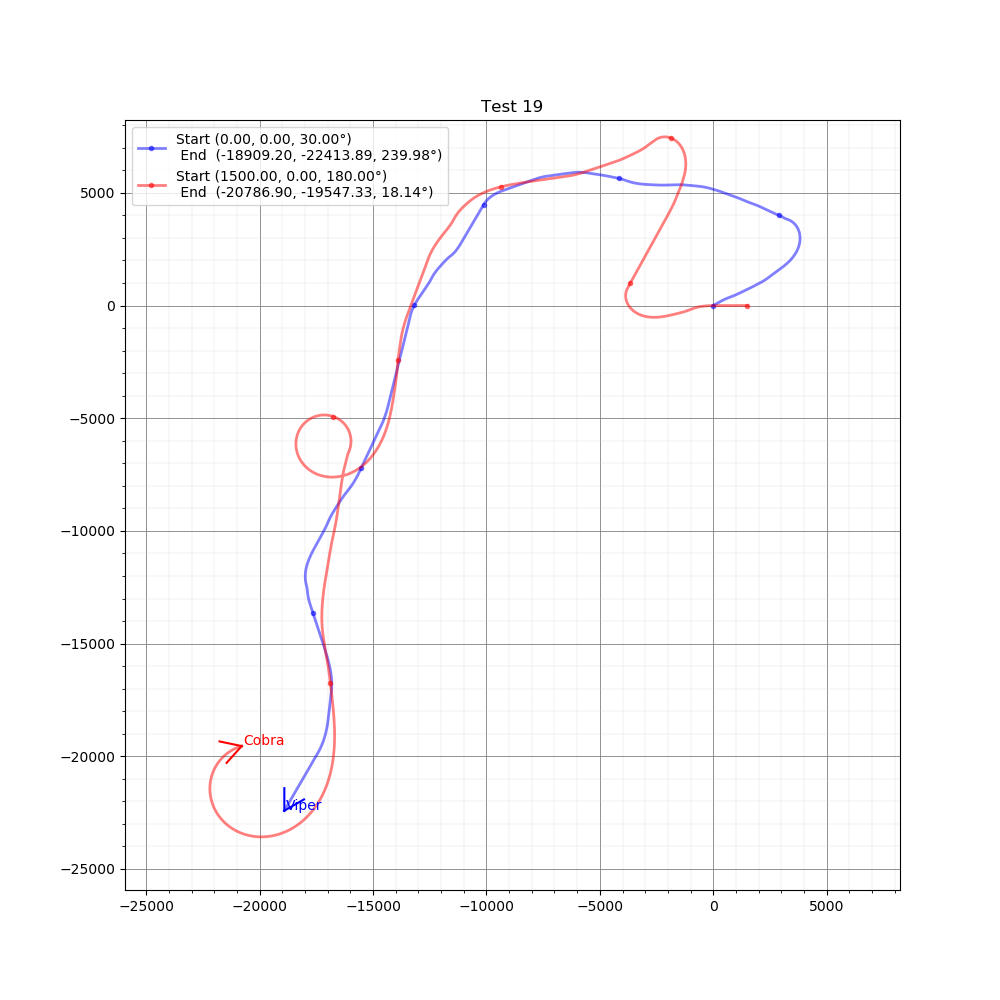 Test 19
Start (0.00, 0.00, 30.00°)
End (-18909.20, -22413.89, 239.98°)
Start (1500.00, 0.00, 180.00°)
End (-20786.90, -19547.33, 18.14°)
5000
0
−5000
−10000
−15000
−20000
−25000
Cobra
Viper
−25000 −20000 −15000 −10000 −5000 0 5000